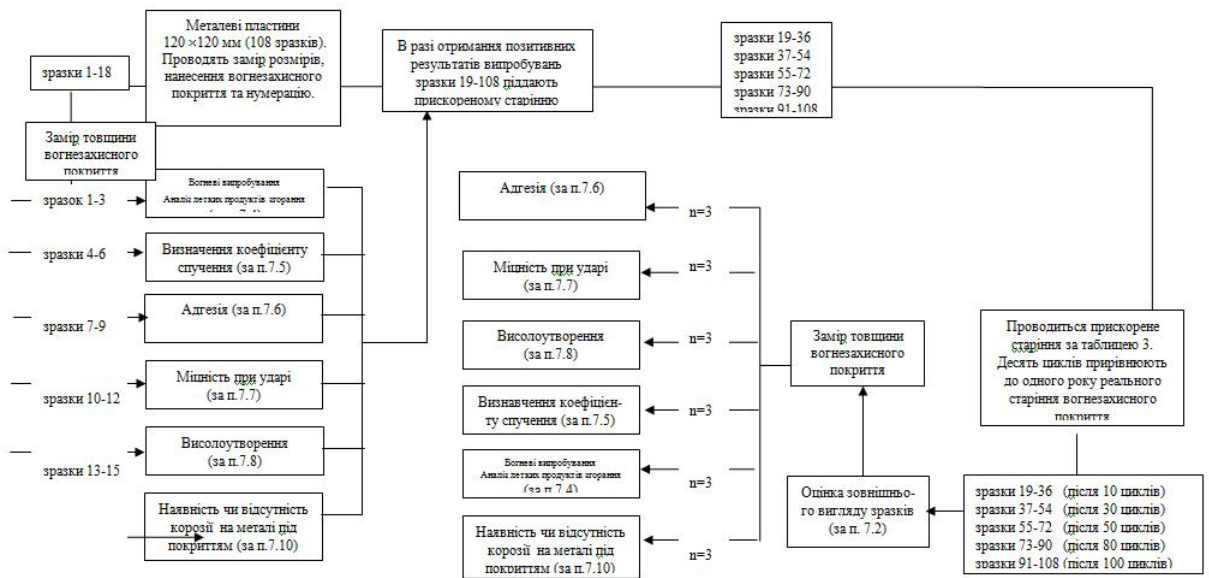 Металеві пластини
120 ×120 мм (108 зразків).
Проводять замір розмірів,
нанесення вогнезахисного
покриття та нумерацію.
зразки 1-18
Замір товщини
вогнезахисного
покриття
В разі отримання позитивних
результатів випробувань
зразки 19-108 піддають
прискореному старінню
зразки 19-36
зразки 37-54
зразки 55-72
зразки 73-90
зразки 91-108
зразок 1-3
Вогневі випробування
Аналіз летких продуктів згорання
зразки 4-6
Визначення коефіцієнту
спучення (за п.7.5)
зразки 7-9
Адгезія (за п.7.6)
зразки 10-12
Міцність при ударі
(за п.7.7)
зразки 13-15
Висолоутворення
(за п.7.8)
Наявність чи відсутність
корозії на металі під
покриттям (за п.7.10)
Адгезія (за п.7.6)
n=3
Міцність при ударі
(за п.7.7)
n=3
Висолоутворення
(за п.7.8)
n=3
Визнавчення коефіцієн-
ту спучення (за п.7.5)
n=3
Вогневі випробування
Аналіз летких продуктів згорання
(за п.7.4)
n=3
Наявність чи відсутність
корозії на металі під
покриттям (за п.7.10)
n=3
Замір товщини
вогнезахисного
покриття
Оцінка зовнішньо-
го вигляду зразків
(за п. 7.2)
Проводиться прискорене
старіння за таблицею 3.
Десять циклів прирівнюють
до одного року реального
старіння вогнезахисного
покриття
зразки 19-36 (після 10 циклів)
зразки 37-54 (після 30 циклів)
зразки 55-72 (після 50 циклів)
зразки 73-90 (після 80 циклів)
зразки 91-108 (після 100 циклів)